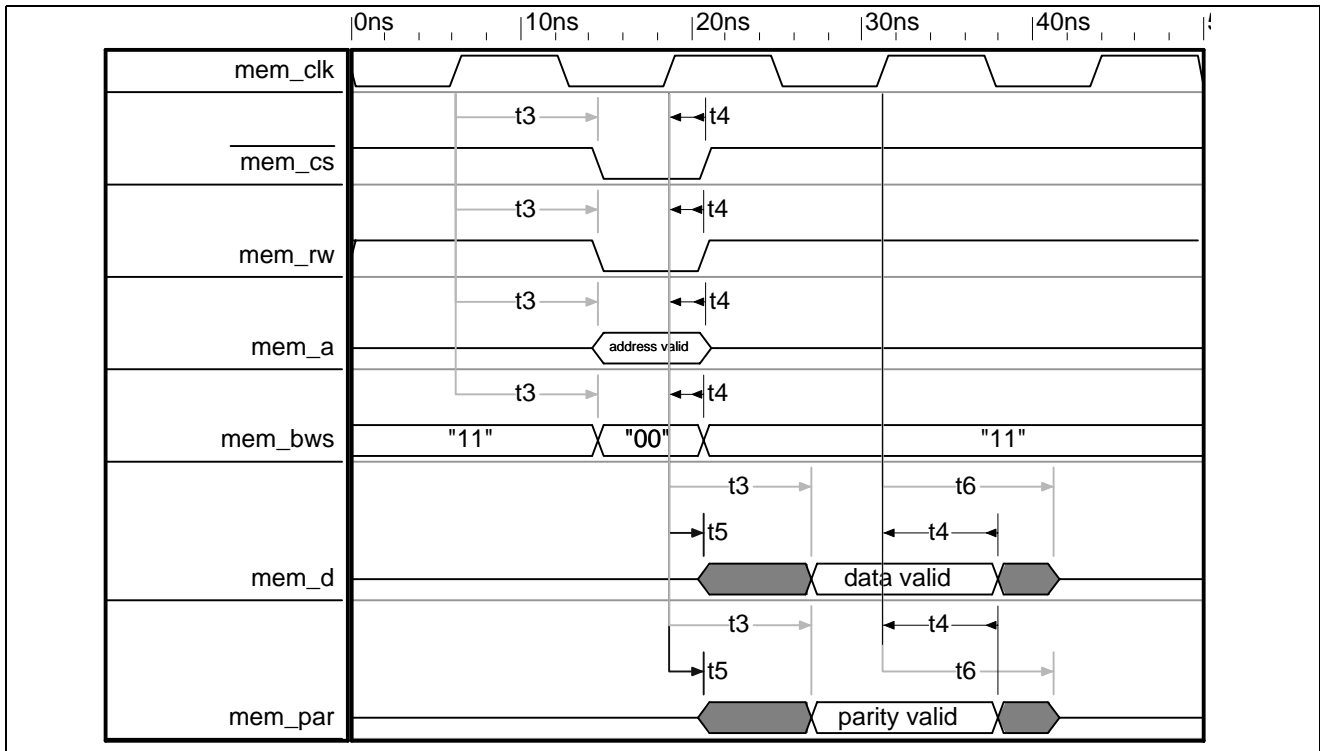 0ns 10ns 20ns 30ns 40ns
mem_clk
t3 t4
mem_cs
t3 t4
mem_rw
t3 t4
mem_a address valid
t3 t4
mem_bws "11" "00" "11"
t3 t6
t5 t4
mem_d data valid
t3 t4
t5 t6
mem_par parity valid